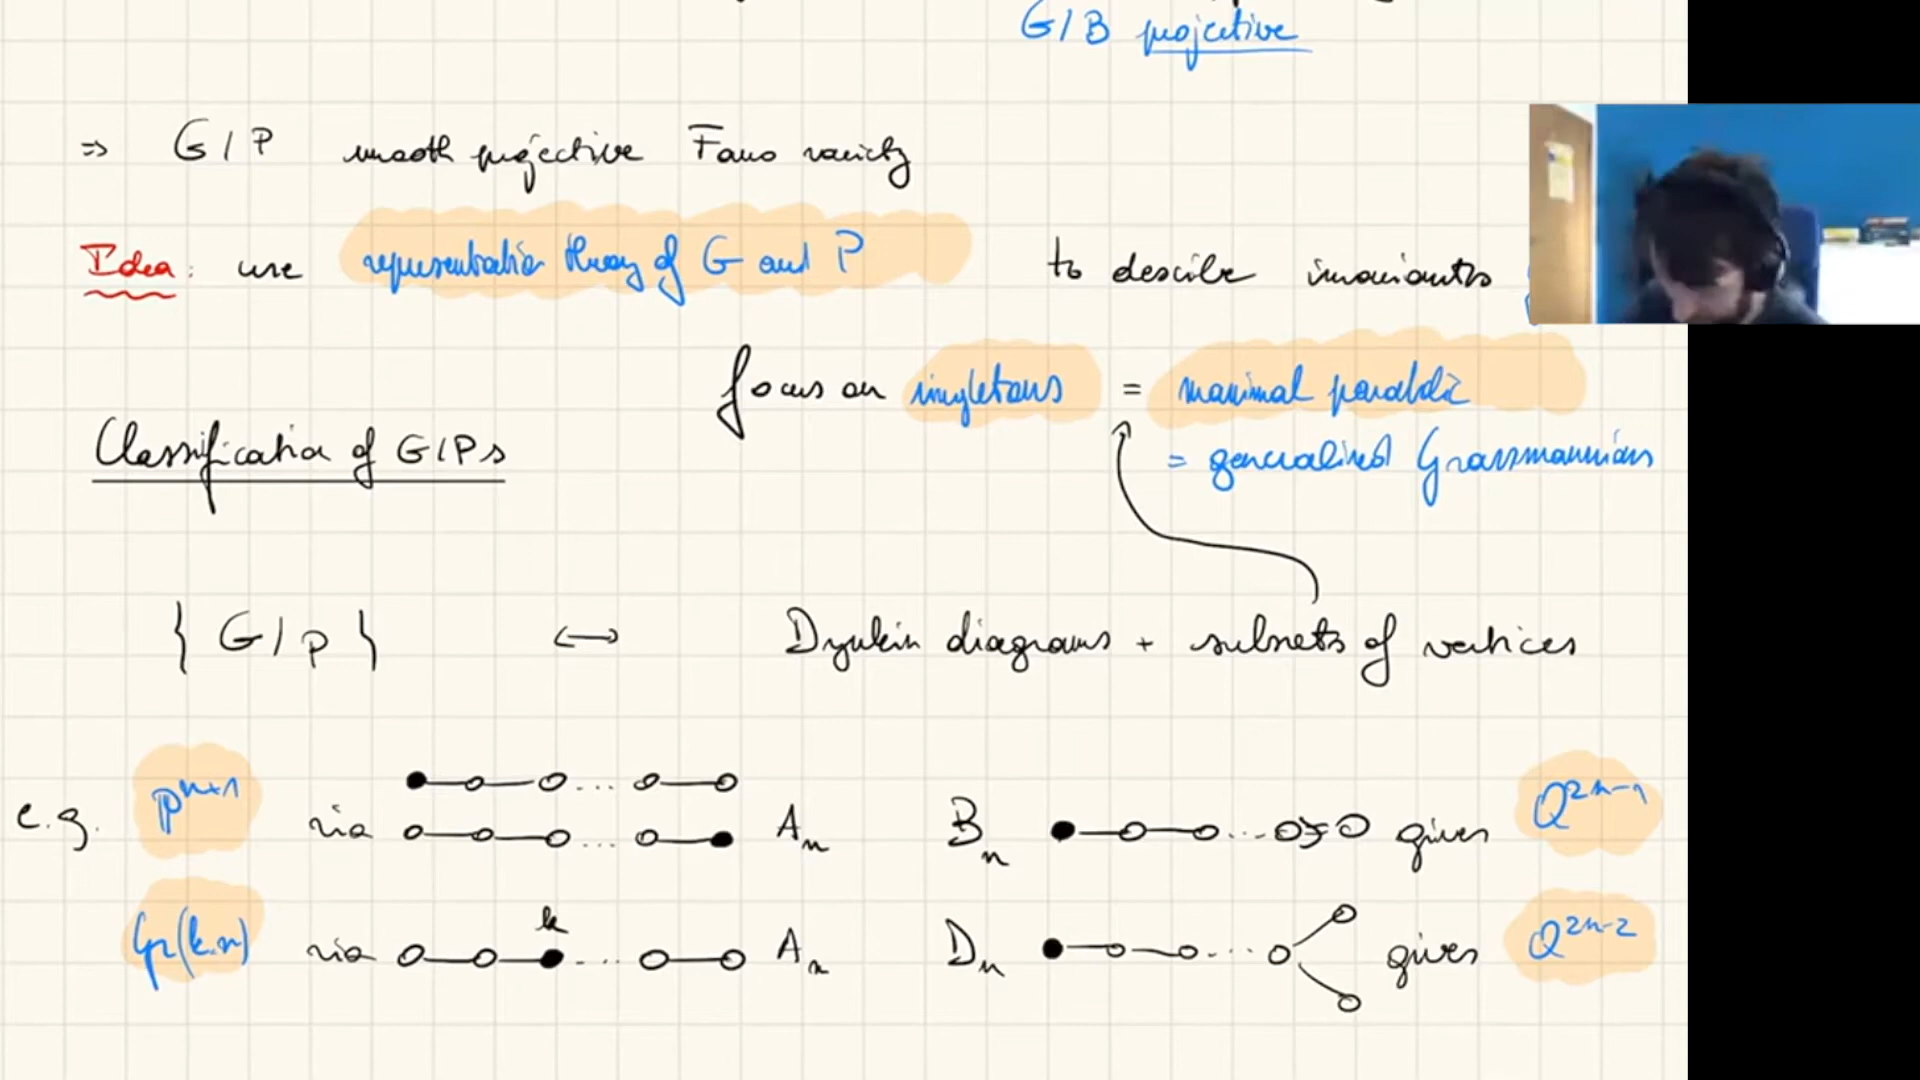 G/B projective
⇒ G/P smooth projective Fano variety
Idea: use representation theory of G and P to describe invariants
focus on singletons = maximal parabolic
= generalised Grassmannians
Classification of G/Ps
{ G/P } ↔ Dynkin diagrams + subsets of vertices
e.g. P^{n+1} via A_n
B_n gives Q^{2n-1}
Gr(k,n) via k A_n
D_n gives Q^{2n-2}